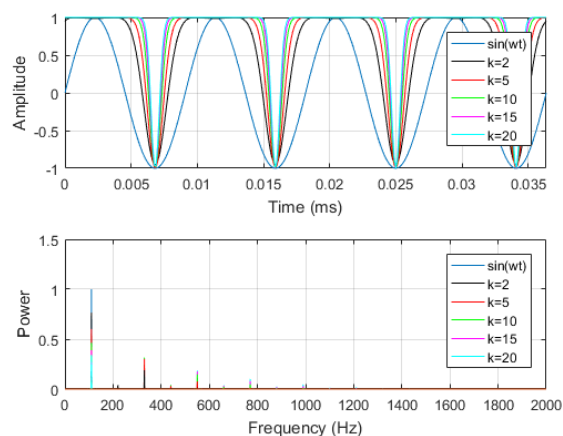 1
0.5
0
-0.5
-1
Amplitude
0
0.005
0.01
0.015
0.02
0.025
0.03
0.035
Time (ms)
sin(wt)
k=2
k=5
k=10
k=15
k=20
1.5
1
0.5
0
Power
0
200
400
600
800
1000
1200
1400
1600
1800
2000
Frequency (Hz)
sin(wt)
k=2
k=5
k=10
k=15
k=20